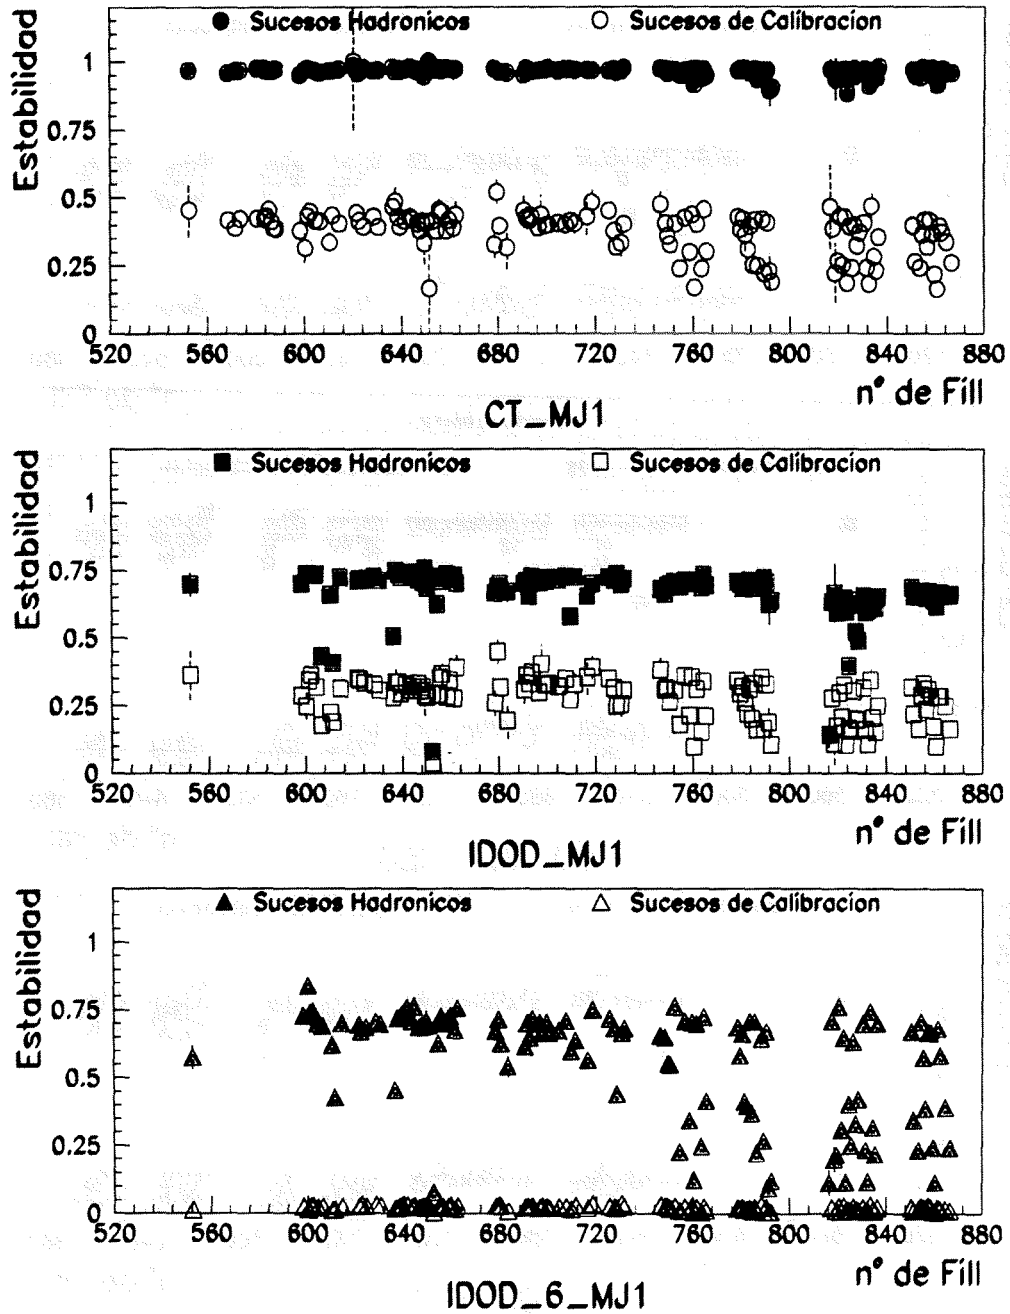 Sucesos Hadronicos Sucesos de Calibracion
Estabilidad
1
0.75
0.5
0.25
0
520 560 600 640 680 720 760 800 840 880
nº de Fill
CT_MJ1
Sucesos Hadronicos Sucesos de Calibracion
Estabilidad
1
0.75
0.5
0.25
0
520 560 600 640 680 720 760 800 840 880
nº de Fill
IDOD_MJ1
Sucesos Hadronicos Sucesos de Calibracion
Estabilidad
1
0.75
0.5
0.25
0
520 560 600 640 680 720 760 800 840 880
nº de Fill
IDOD_6_MJ1